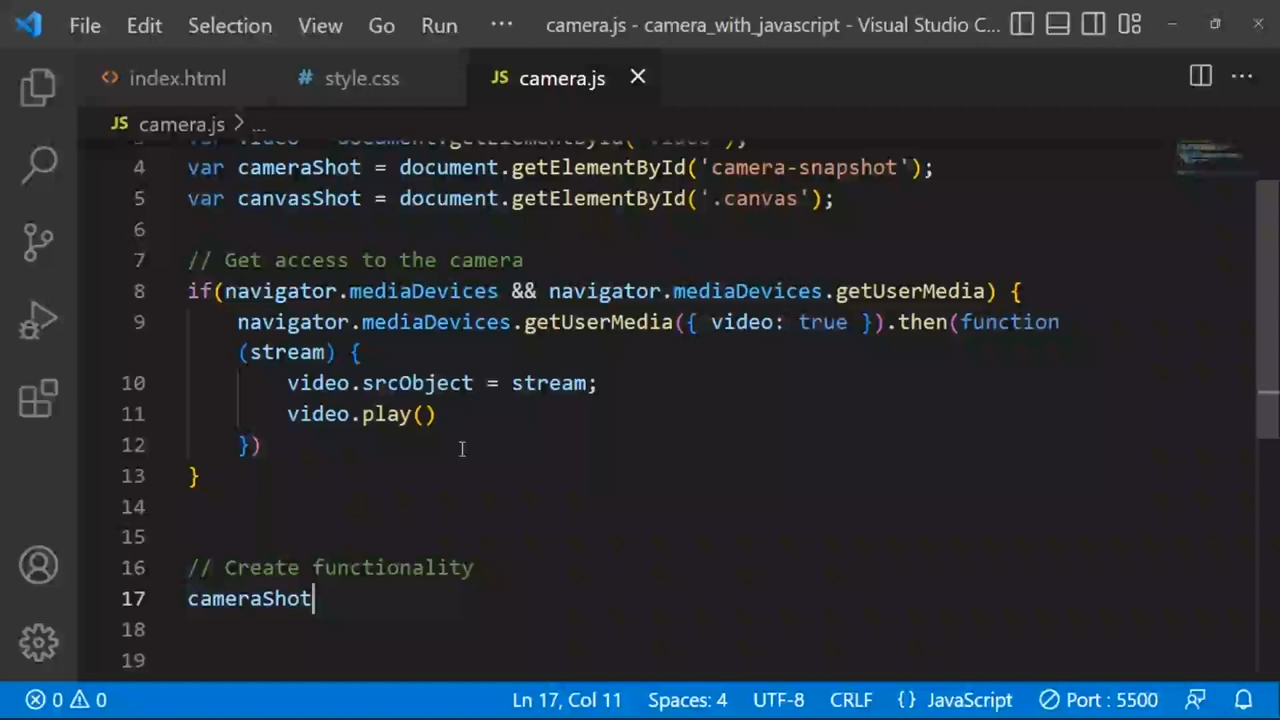 File Edit Selection View Go Run ··· camera.js - camera_with_javascript - Visual Studio C...
index.html # style.css JS camera.js
JS camera.js > ...
4 var cameraShot = document.getElementById('camera-snapshot');
5 var canvasShot = document.getElementById('.canvas');
6
7 // Get access to the camera
8 if(navigator.mediaDevices && navigator.mediaDevices.getUserMedia) {
9 navigator.mediaDevices.getUserMedia({ video: true }).then(function
(stream) {
10 video.srcObject = stream;
11 video.play()
12 })
13 }
14
15
16 // Create functionality
17 cameraShot
18
19
0 0 Ln 17, Col 11 Spaces: 4 UTF-8 CRLF {} JavaScript Port : 5500